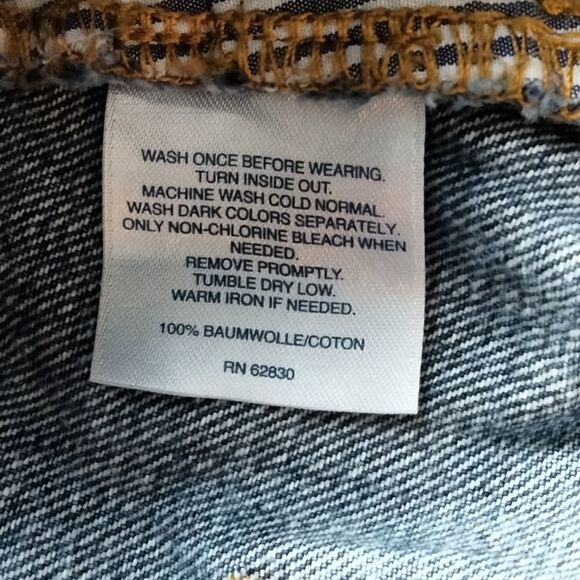 WASH ONCE BEFORE WEARING.
TURN INSIDE OUT.
MACHINE WASH COLD NORMAL.
WASH DARK COLORS SEPARATELY.
ONLY NON-CHLORINE BLEACH WHEN
NEEDED.
REMOVE PROMPTLY.
TUMBLE DRY LOW.
WARM IRON IF NEEDED.
100% BAUMWOLLE/COTTON
RN 62830